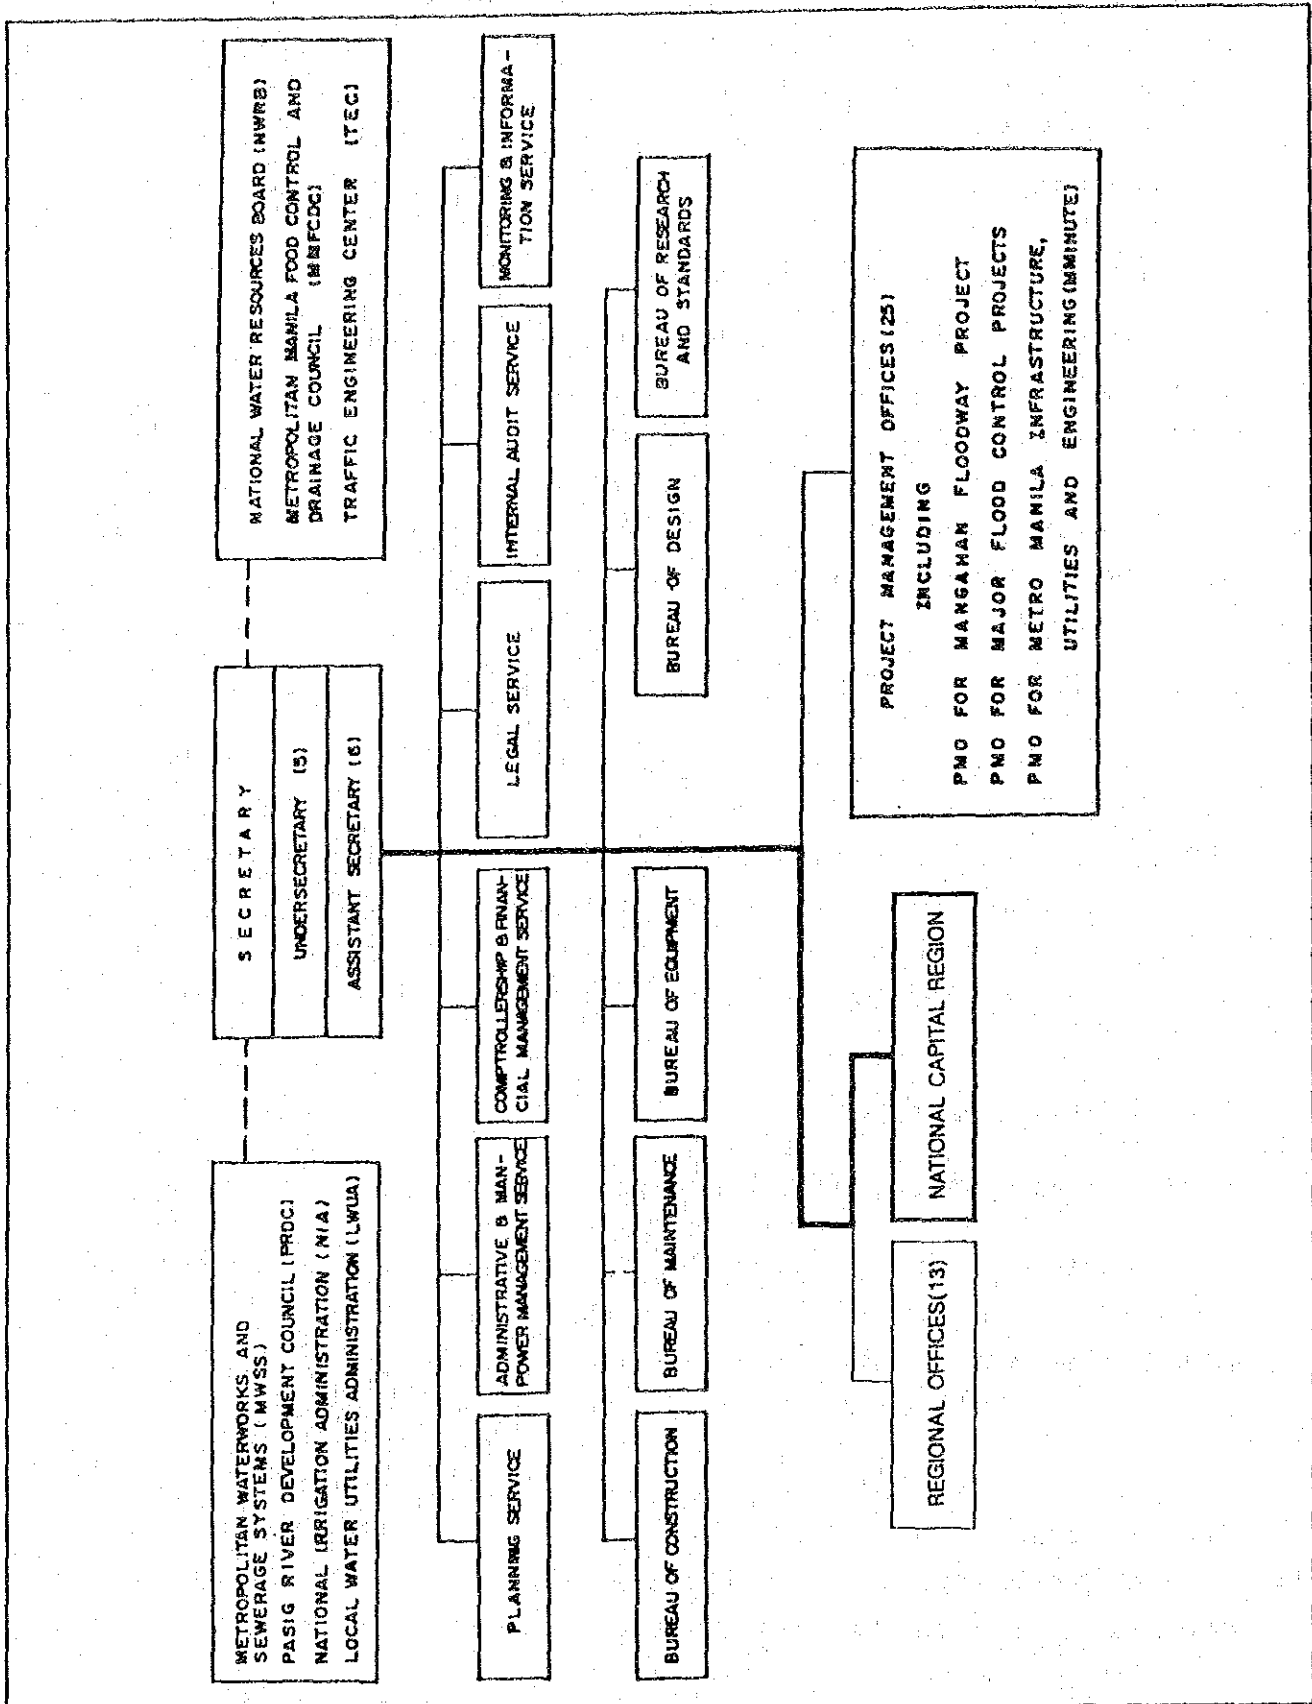 METROPOLITAN WATERWORKS AND
SEWERAGE SYSTEMS (MWSS)
PASIG RIVER DEVELOPMENT COUNCIL (PRDC)
NATIONAL IRRIGATION ADMINISTRATION (NIA)
LOCAL WATER UTILITIES ADMINISTRATION (LWUA)
SECRETARY
UNDERSECRETARY (5)
ASSISTANT SECRETARY (6)
NATIONAL WATER RESOURCES BOARD (NWRB)
METROPOLITAN MANILA FOOD CONTROL AND
DRAINAGE COUNCIL (MMFCDC)
TRAFFIC ENGINEERING CENTER (TEC)
PLANNING SERVICE
ADMINISTRATIVE & MAN-
POWER MANAGEMENT SERVICE
COMPTROLLERSHIP & FINAN-
CIAL MANAGEMENT SERVICE
LEGAL SERVICE
INTERNAL AUDIT SERVICE
MONITORING & INFORMA-
TION SERVICE
BUREAU OF CONSTRUCTION
BUREAU OF MAINTENANCE
BUREAU OF EQUIPMENT
BUREAU OF DESIGN
BUREAU OF RESEARCH
AND STANDARDS
REGIONAL OFFICES(13)
NATIONAL CAPITAL REGION
PROJECT MANAGEMENT OFFICES (25)
INCLUDING
PMO FOR MANGAHAN FLOODWAY PROJECT
PMO FOR MAJOR FLOOD CONTROL PROJECTS
PMO FOR METRO MANILA INFRASTRUCTURE,
UTILITIES AND ENGINEERING (MMINUTE)